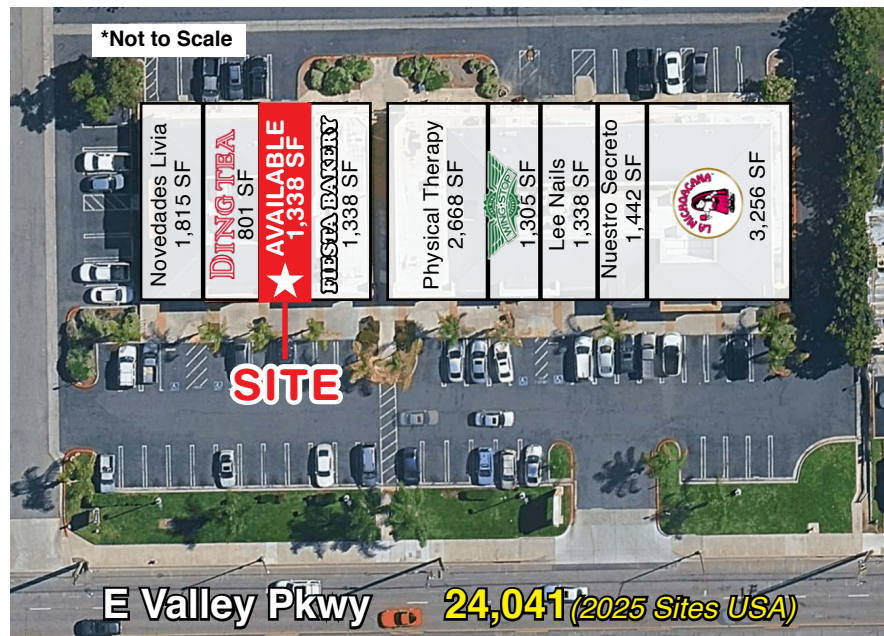 *Not to Scale
Novedades Livia
1,815 SF
DING TEA
801 SF
AVAILABLE
1,338 SF
FIESTA BAKERY
1,338 SF
Physical Therapy
2,668 SF
WING·STOP
1,305 SF
Lee Nails
1,338 SF
Nuestro Secreto
1,442 SF
LA MICHOACANA
3,256 SF
SITE
E Valley Pkwy
24,041 (2025 Sites USA)